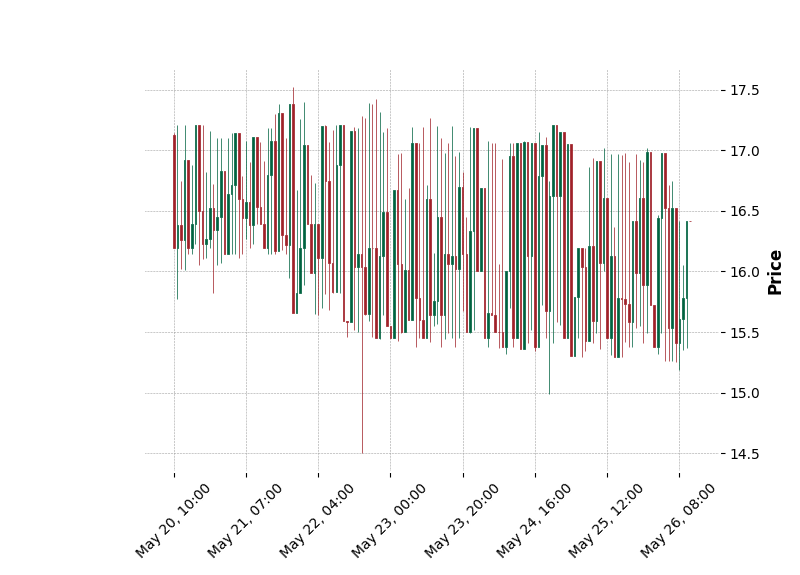 17.5
17.0
16.5
16.0
15.5
15.0
14.5
Price
May 20, 10:00
May 21, 07:00
May 22, 04:00
May 23, 00:00
May 23, 20:00
May 24, 16:00
May 25, 12:00
May 26, 08:00